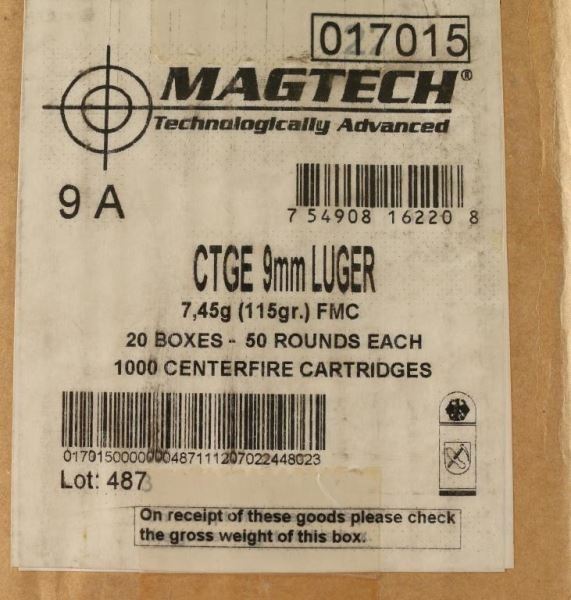 017015
MAGTECH®
Technologically Advanced
9 A
7 54908 16220 8
CTGE 9mm LUGER
7,45g (115gr.) FMC
20 BOXES - 50 ROUNDS EACH
1000 CENTERFIRE CARTRIDGES
01701500000004871112070224480​23
Lot: 487
On receipt of these goods please check
the gross weight of this box.